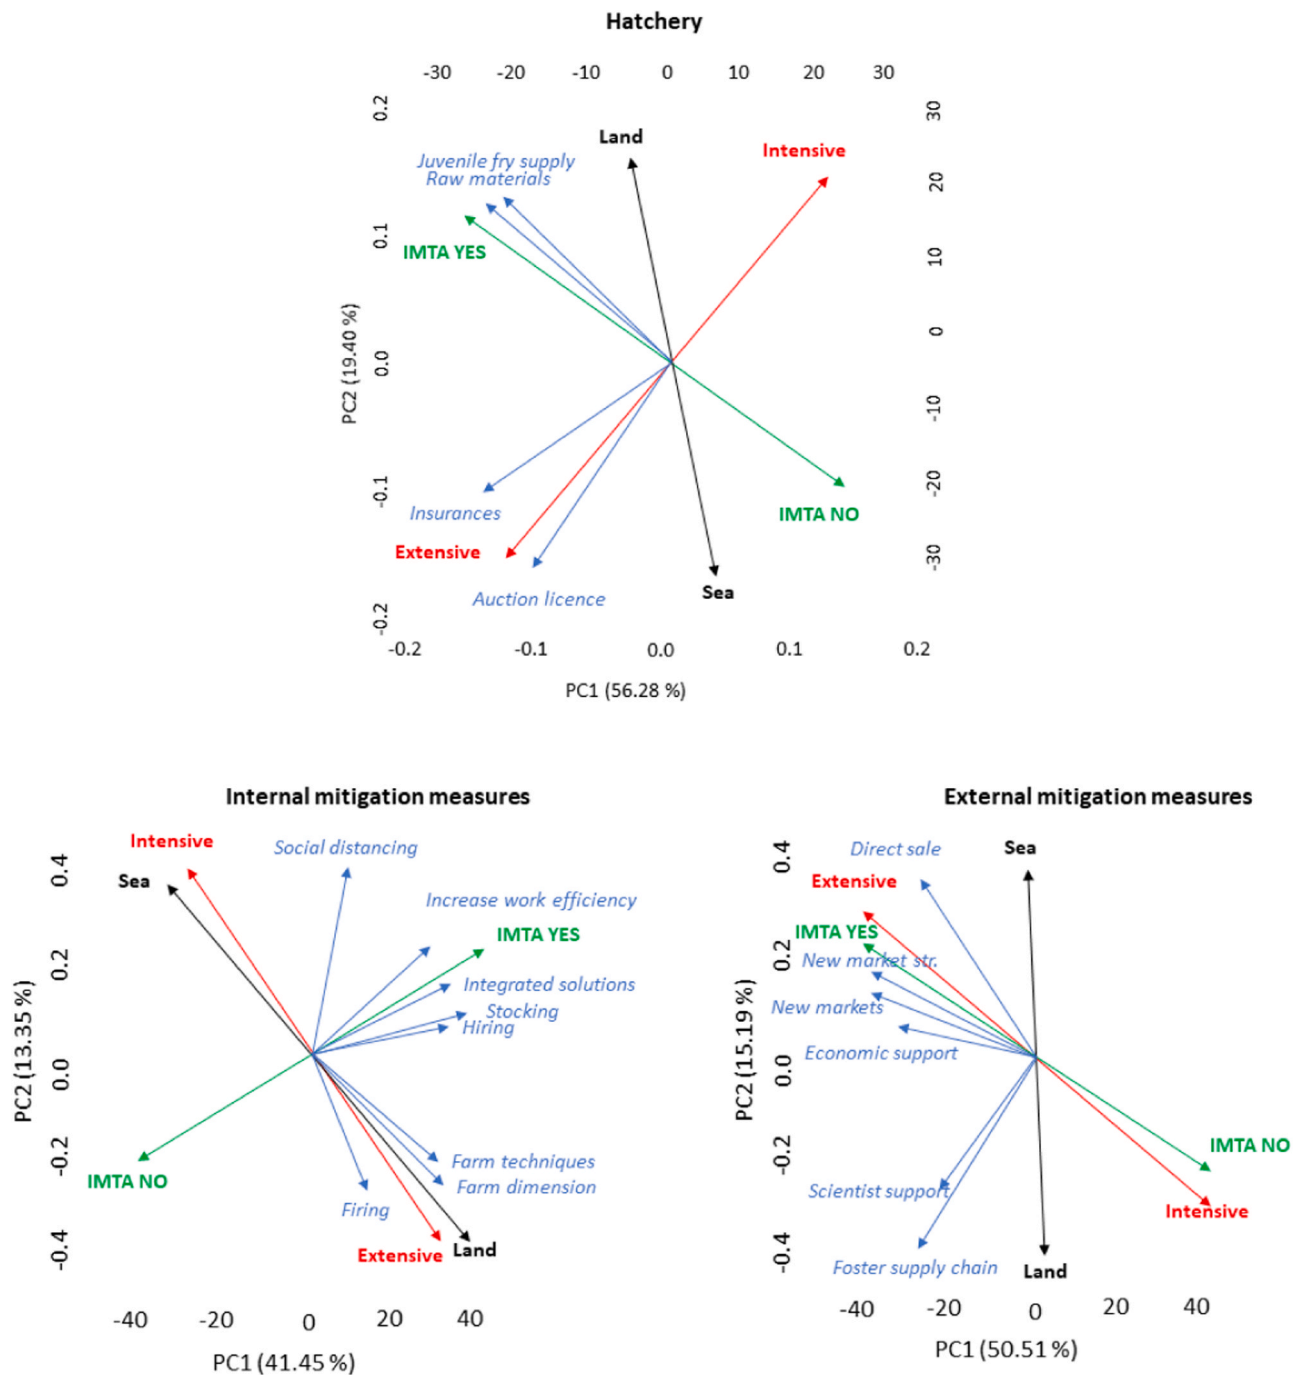 Hatchery
-30 -20 -10 0 10 20 30
0.2
30
Land
Intensive
Juvenile fry supply
Raw materials
20
0.1
IMTA YES
10
PC2 (19.40 %)
0.0
0
-10
-0.1
-20
Insurances
IMTA NO
Extensive
-30
Sea
Auction licence
-0.2
-0.2 -0.1 0.0 0.1 0.2
PC1 (56.28 %)
Internal mitigation measures
Intensive
Social distancing
0.4
Sea
Increase work efficiency
IMTA YES
0.2
Integrated solutions
Stocking
Hiring
PC2 (13.35 %)
0.0
-0.2
IMTA NO
Farm techniques
Farm dimension
Firing
-0.4
Extensive
Land
-40 -20 0 20 40
PC1 (41.45 %)
External mitigation measures
Direct sale
Sea
0.4
Extensive
IMTA YES
0.2
New market str.
New markets
Economic support
PC2 (15.19 %)
0.0
-0.2
IMTA NO
Scientist support
Intensive
-0.4
Foster supply chain
Land
-40 -20 0 20 40
PC1 (50.51 %)